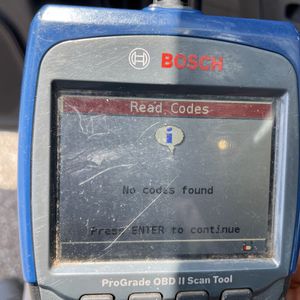 BOSCH
Read Codes
i
No codes found
Press ENTER to continue
ProGrade OBD II Scan Tool